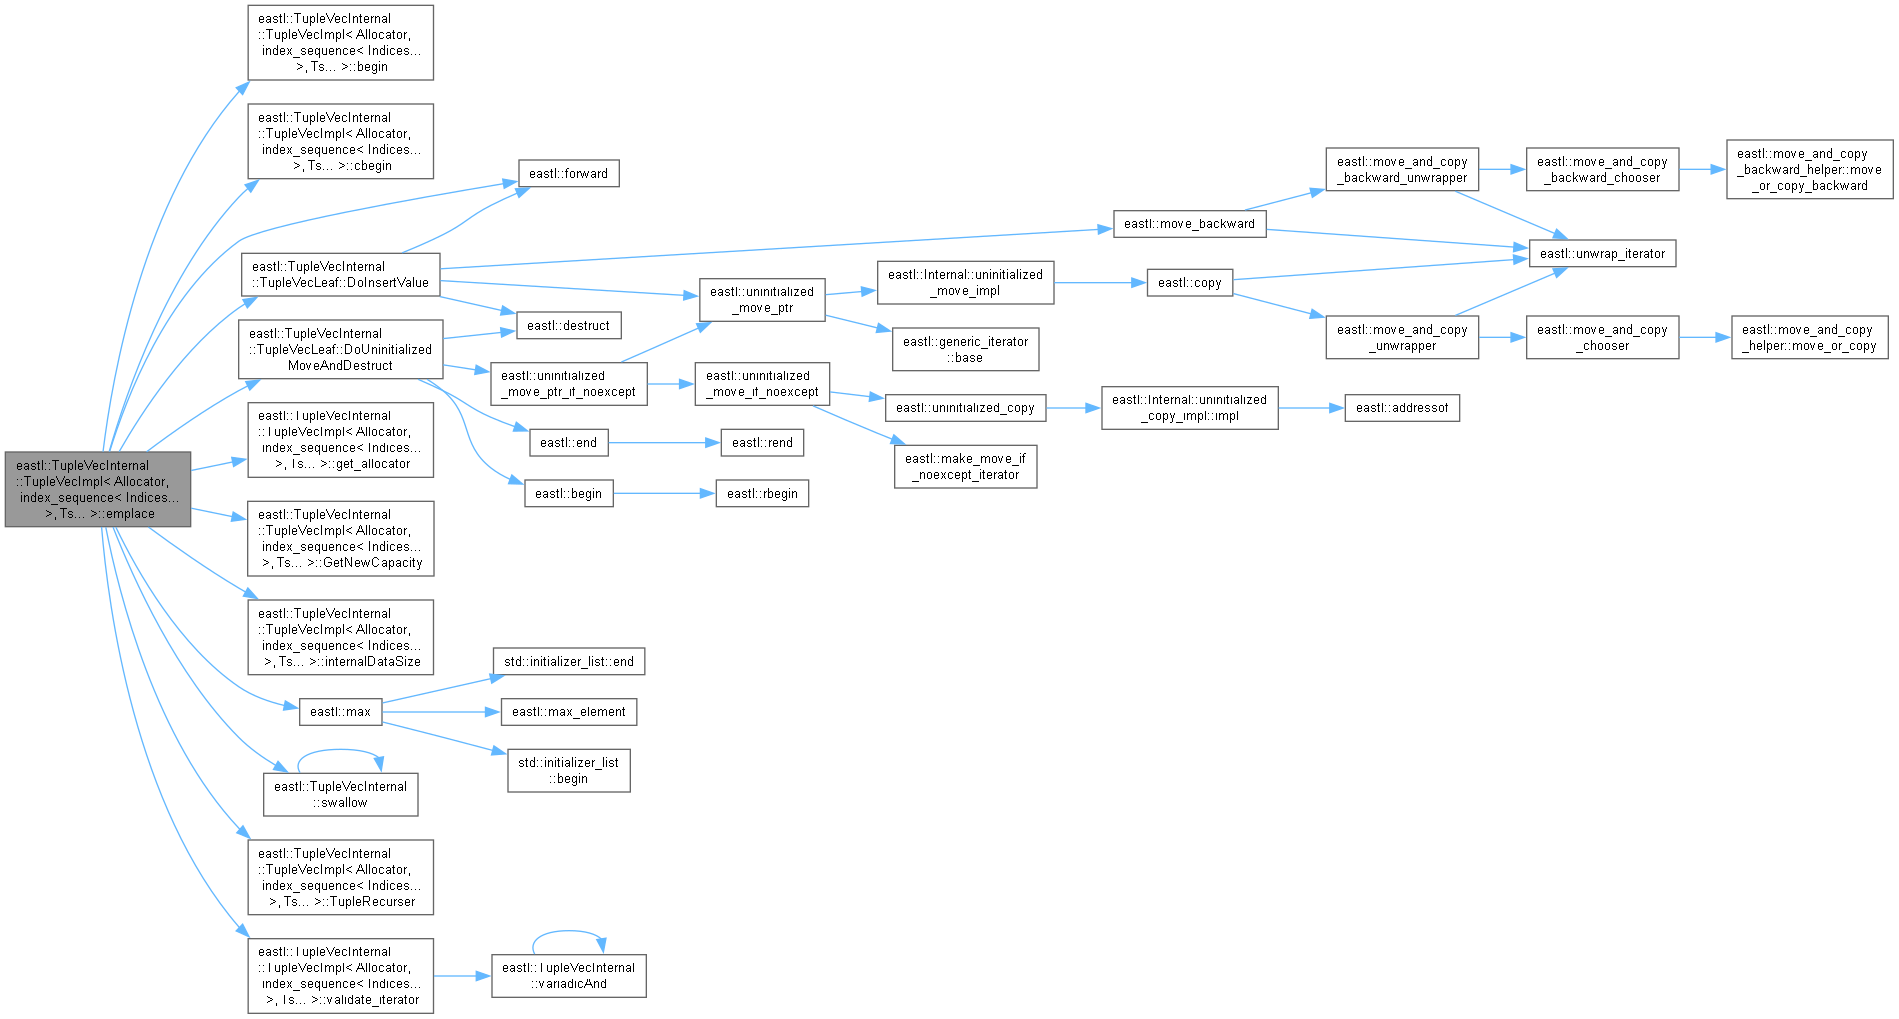 eastl::TupleVecInternal
::TupleVecImpl< Allocator,
index_sequence< Indices...
>, Ts... >::emplace
eastl::TupleVecInternal
::TupleVecImpl< Allocator,
index_sequence< Indices...
>, Ts... >::begin
eastl::TupleVecInternal
::TupleVecImpl< Allocator,
index_sequence< Indices...
>, Ts... >::cbegin
eastl::forward
eastl::TupleVecInternal
::TupleVecLeaf::DoInsertValue
eastl::destruct
eastl::TupleVecInternal
::TupleVecLeaf::DoUninitialized
MoveAndDestruct
eastl::move_backward
eastl::move_and_copy
_backward_unwrapper
eastl::move_and_copy
_backward_chooser
eastl::move_and_copy
_backward_helper::move
_or_copy_backward
eastl::unwrap_iterator
eastl::uninitialized
_move_ptr
eastl::Internal::uninitialized
_move_impl
eastl::copy
eastl::move_and_copy
_unwrapper
eastl::move_and_copy
_chooser
eastl::move_and_copy
_helper::move_or_copy
eastl::generic_iterator
::base
eastl::uninitialized
_move_ptr_if_noexcept
eastl::uninitialized
_move_if_noexcept
eastl::uninitialized_copy
eastl::Internal::uninitialized
_copy_impl::impl
eastl::addressof
eastl::make_move_if
_noexcept_iterator
eastl::end
eastl::rend
eastl::begin
eastl::rbegin
eastl::TupleVecInternal
::TupleVecImpl< Allocator,
index_sequence< Indices...
>, Ts... >::get_allocator
eastl::TupleVecInternal
::TupleVecImpl< Allocator,
index_sequence< Indices...
>, Ts... >::GetNewCapacity
eastl::TupleVecInternal
::TupleVecImpl< Allocator,
index_sequence< Indices...
>, Ts... >::internalDataSize
eastl::max
std::initializer_list::end
eastl::max_element
std::initializer_list
::begin
eastl::TupleVecInternal
::swallow
eastl::TupleVecInternal
::TupleVecImpl< Allocator,
index_sequence< Indices...
>, Ts... >::TupleRecurser
eastl::TupleVecInternal
::TupleVecImpl< Allocator,
index_sequence< Indices...
>, Ts... >::validate_iterator
eastl::TupleVecInternal
::variadicAnd